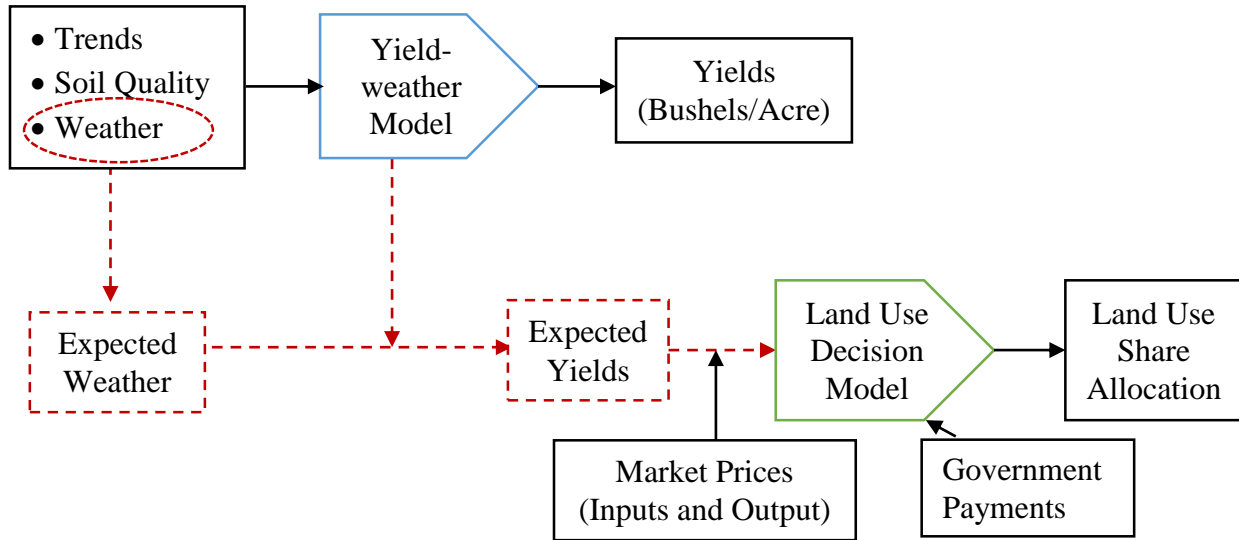 • Trends
• Soil Quality
• Weather
Yield-
weather
Model
Yields
(Bushels/Acre)
Expected
Weather
Expected
Yields
Land Use
Decision
Model
Land Use
Share
Allocation
Market Prices
(Inputs and Output)
Government
Payments